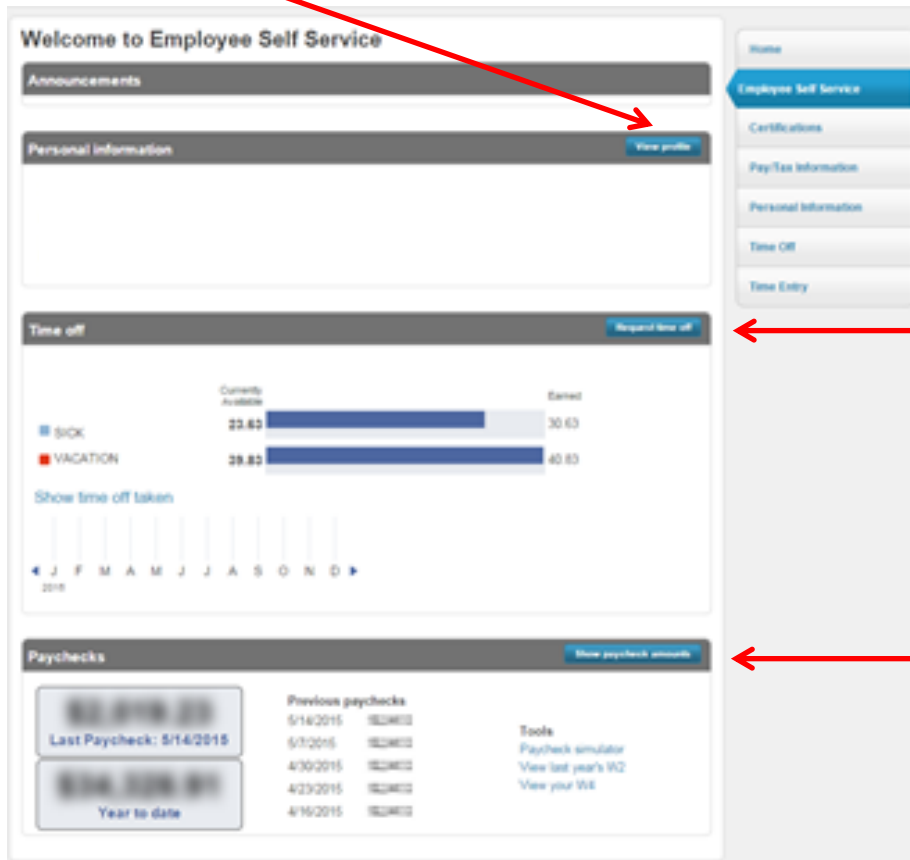 Welcome to Employee Self Service
Announcements
Personal information
View profile
Time off
Request time off
Currently Available
Earned
SICK
23.63
30.63
VACATION
39.83
40.83
Show time off taken
J F M A M J J A S O N D
2015
Paychecks
Show paycheck amounts
Last Paycheck: 5/14/2015
Year to date
Previous paychecks
5/14/2015
5/7/2015
4/30/2015
4/23/2015
4/16/2015
Tools
Paycheck simulator
View last year's W2
View your W4
Home
Employee Self Service
Certifications
Pay/Tax Information
Personal Information
Time Off
Time Entry